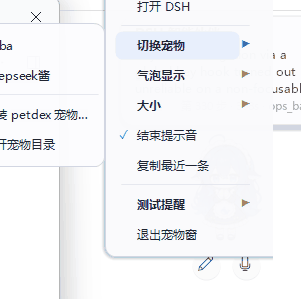 打开 DSH
切换宠物
气泡显示
大小
✓ 结束提示音
复制最近一条
测试提醒
退出宠物窗
ba
epseek酱
装 petdex 宠物...
开宠物目录
a a
out
usabl
ops_ba